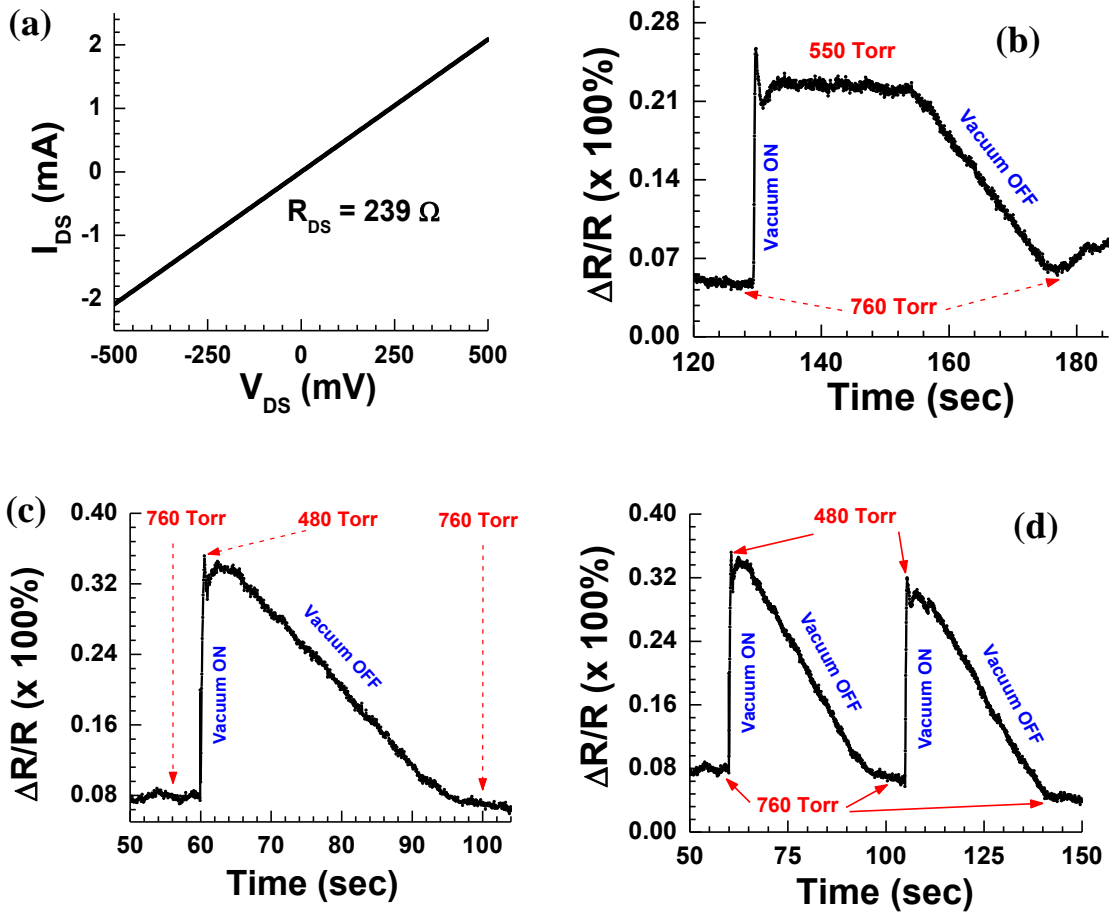 (a)
2
1
0
-1
-2
I_DS (mA)
R_DS = 239 Ω
-500 -250 0 250 500
V_DS (mV)
(b)
0.28
0.21
0.14
0.07
0.00
ΔR/R (x 100%)
550 Torr
Vacuum ON
Vacuum OFF
760 Torr
120 140 160 180
Time (sec)
(c)
0.40
0.32
0.24
0.16
0.08
ΔR/R (x 100%)
760 Torr 480 Torr 760 Torr
Vacuum ON
Vacuum OFF
50 60 70 80 90 100
Time (sec)
(d)
0.40
0.32
0.24
0.16
0.08
0.00
ΔR/R (x 100%)
480 Torr
Vacuum ON
Vacuum OFF
Vacuum ON
Vacuum OFF
760 Torr
50 75 100 125 150
Time (sec)